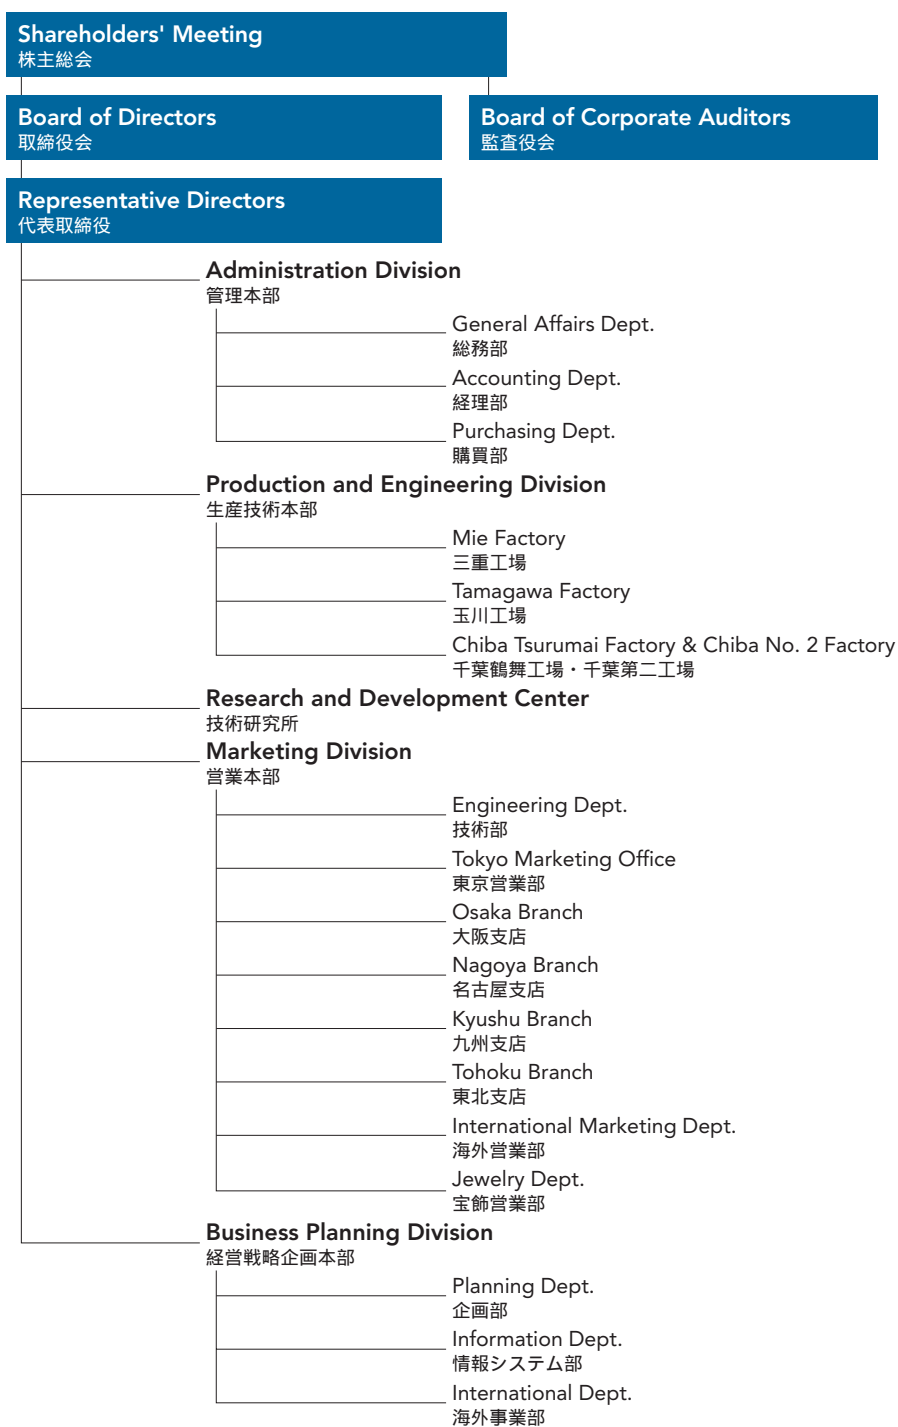 Shareholders' Meeting
株主総会
Board of Directors
取締役会
Board of Corporate Auditors
監査役会
Representative Directors
代表取締役
Administration Division
管理本部
General Affairs Dept.
総務部
Accounting Dept.
経理部
Purchasing Dept.
購買部
Production and Engineering Division
生産技術本部
Mie Factory
三重工場
Tamagawa Factory
玉川工場
Chiba Tsurumai Factory & Chiba No. 2 Factory
千葉鶴舞工場・千葉第二工場
Research and Development Center
技術研究所
Marketing Division
営業本部
Engineering Dept.
技術部
Tokyo Marketing Office
東京営業部
Osaka Branch
大阪支店
Nagoya Branch
名古屋支店
Kyushu Branch
九州支店
Tohoku Branch
東北支店
International Marketing Dept.
海外営業部
Jewelry Dept.
宝飾営業部
Business Planning Division
経営戦略企画本部
Planning Dept.
企画部
Information Dept.
情報システム部
International Dept.
海外事業部